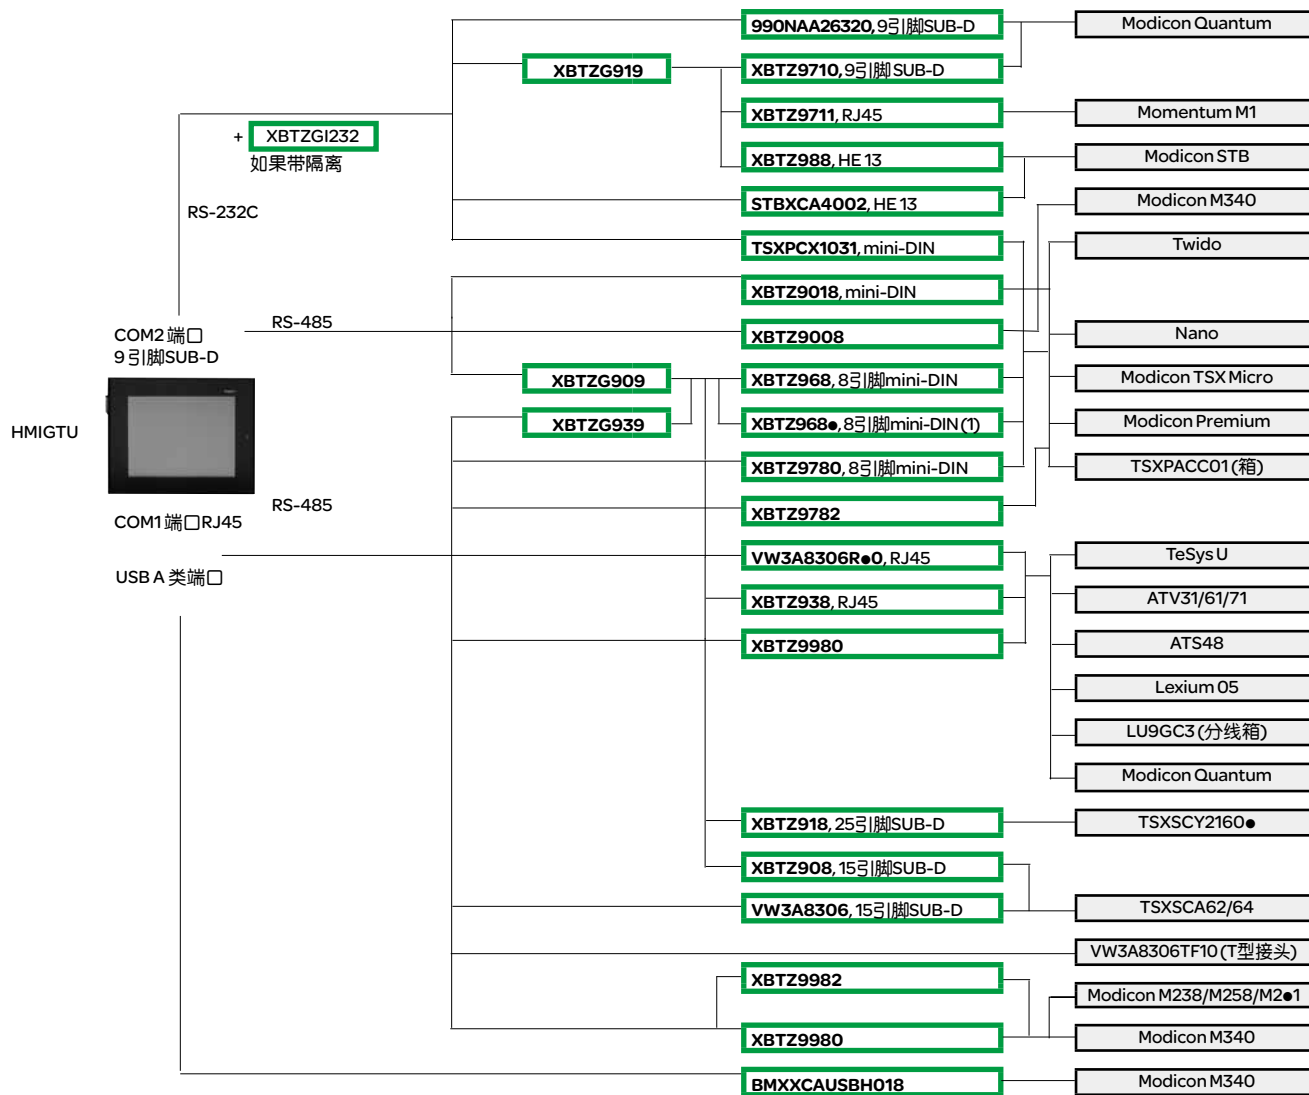 990NAA26320, 9引脚SUB-D
Modicon Quantum
XBTZG919
XBTZ9710, 9引脚 SUB-D
XBTZ9711, RJ45
Momentum M1
+ XBTZGI232
如果带隔离
XBTZ988, HE 13
Modicon STB
RS-232C
STBXCA4002, HE 13
Modicon M340
TSXPCX1031, mini-DIN
Twido
XBTZ9018, mini-DIN
COM2 端口
9 引脚SUB-D
RS-485
XBTZ9008
Nano
XBTZG909
XBTZ968, 8引脚mini-DIN
Modicon TSX Micro
HMIGTU
XBTZG939
XBTZ968●, 8引脚mini-DIN (1)
Modicon Premium
XBTZ9780, 8引脚mini-DIN
TSXPACC01 (箱)
RS-485
COM1 端口RJ45
XBTZ9782
USB A 类端口
VW3A8306R●0, RJ45
TeSys U
XBTZ938, RJ45
ATV31/61/71
XBTZ9980
ATS48
Lexium 05
LU9GC3 (分线箱)
Modicon Quantum
XBTZ918, 25引脚SUB-D
TSXSCY2160●
XBTZ908, 15引脚SUB-D
VW3A8306, 15引脚SUB-D
TSXSCA62/64
VW3A8306TF10 (T型接头)
XBTZ9982
Modicon M238/M258/M2●1
XBTZ9980
Modicon M340
BMXXCAUSBH018
Modicon M340